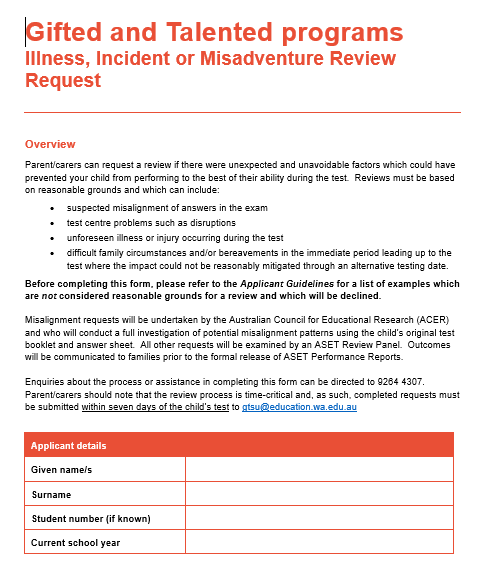 Gifted and Talented programs
Illness, Incident or Misadventure Review
Request
Overview
Parent/carers can request a review if there were unexpected and unavoidable factors which could have
prevented your child from performing to the best of their ability during the test. Reviews must be based
on reasonable grounds and which can include:
• suspected misalignment of answers in the exam
• test centre problems such as disruptions
• unforeseen illness or injury occurring during the test
• difficult family circumstances and/or bereavements in the immediate period leading up to the
test where the impact could not be reasonably mitigated through an alternative testing date.
Before completing this form, please refer to the Applicant Guidelines for a list of examples which
are not considered reasonable grounds for a review and which will be declined.
Misalignment requests will be undertaken by the Australian Council for Educational Research (ACER)
and who will conduct a full investigation of potential misalignment patterns using the child's original test
booklet and answer sheet. All other requests will be examined by an ASET Review Panel. Outcomes
will be communicated to families prior to the formal release of ASET Performance Reports.
Enquiries about the process or assistance in completing this form can be directed to 9264 4307.
Parent/carers should note that the review process is time-critical and, as such, completed requests must
be submitted within seven days of the child's test to gtsu@education.wa.edu.au
Applicant details
Given name/s
Surname
Student number (if known)
Current school year